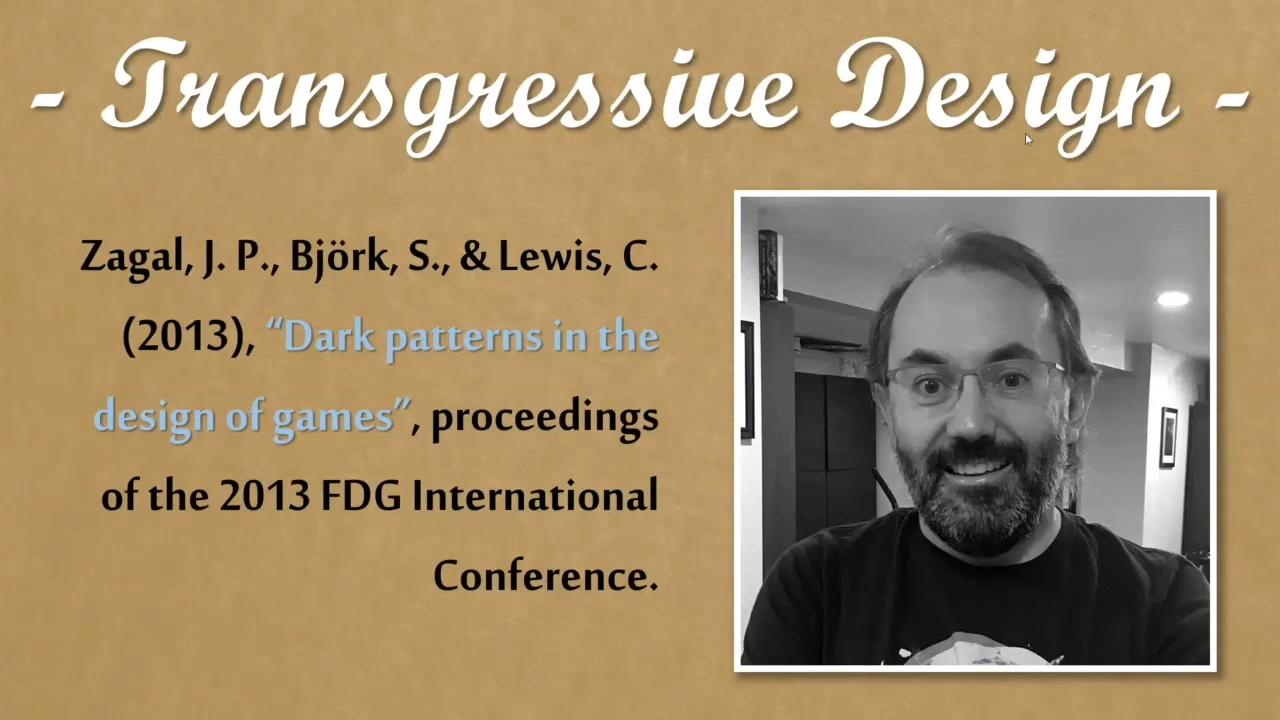 - Transgressive Design -
Zagal, J. P., Björk, S., & Lewis, C.
(2013), “Dark patterns in the
design of games”, proceedings
of the 2013 FDG International
Conference.